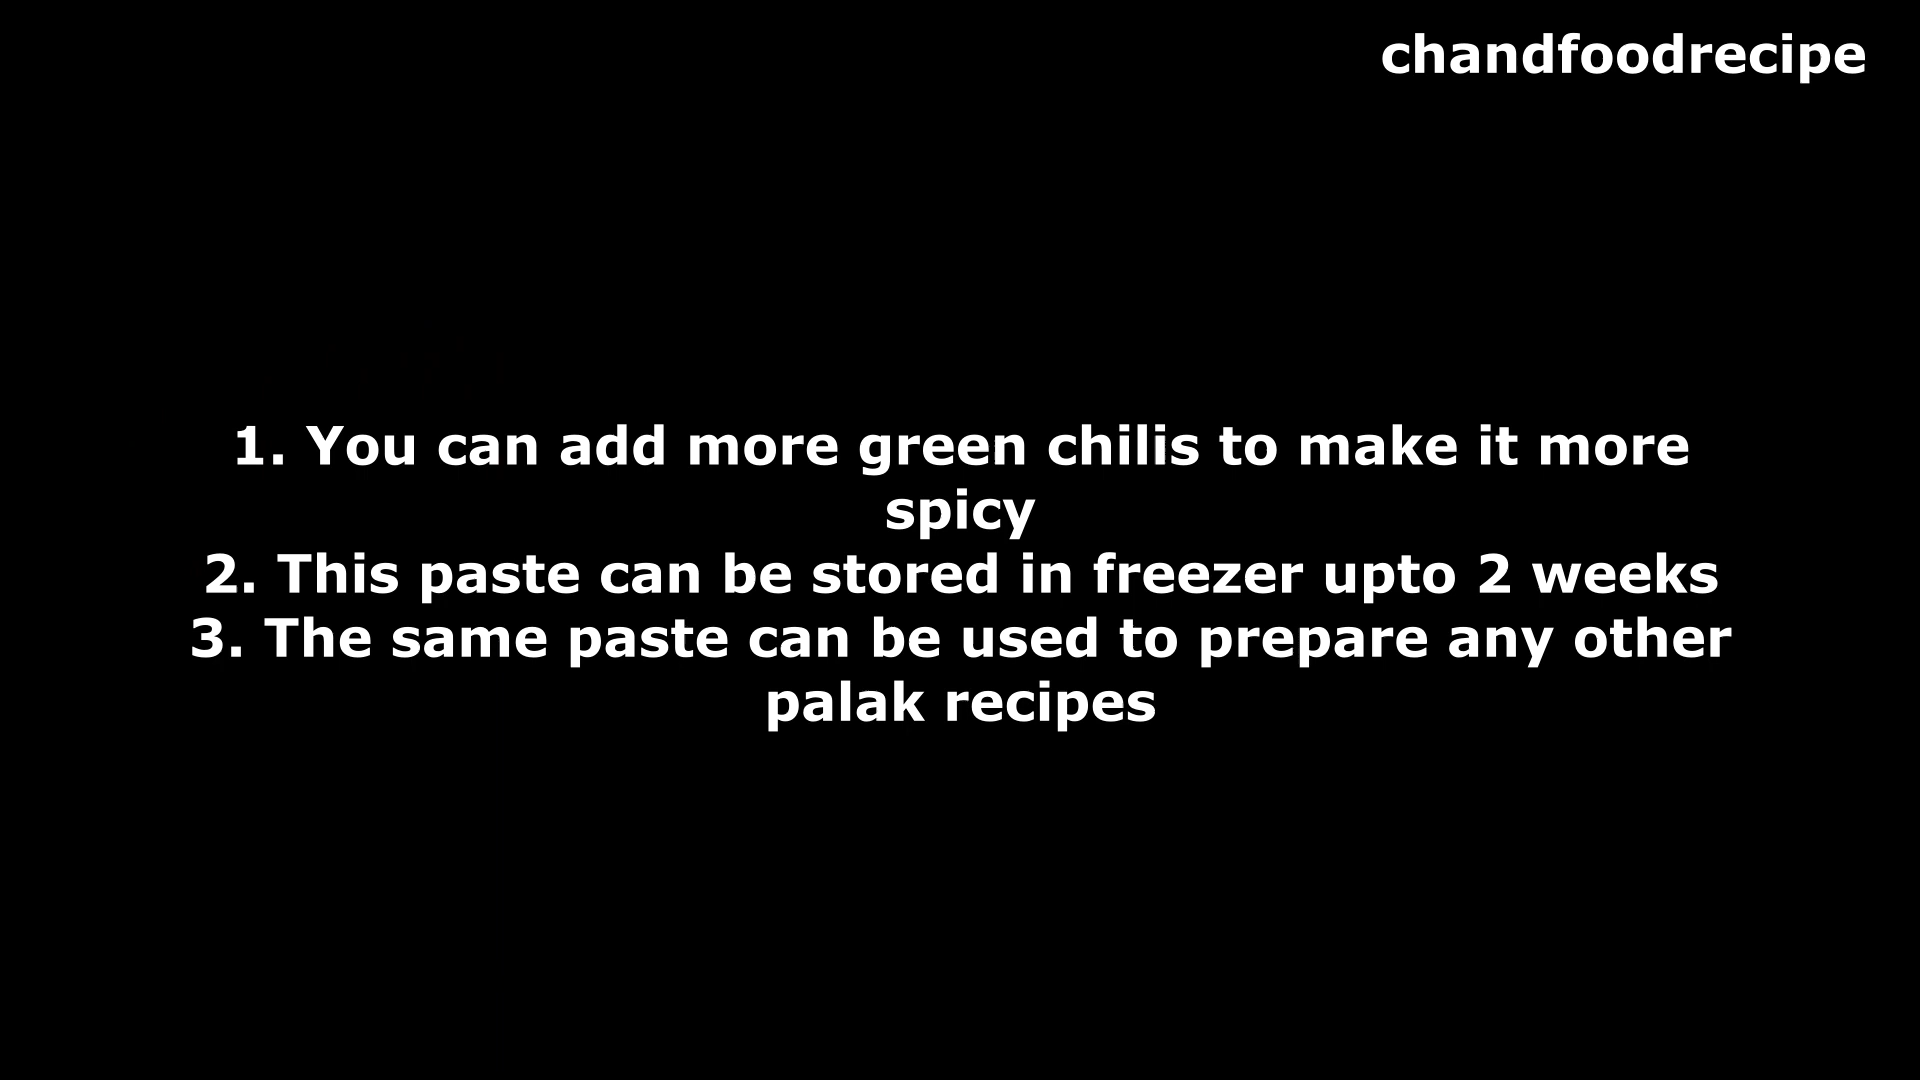 chandfoodrecipe
1. You can add more green chilis to make it more
spicy
2. This paste can be stored in freezer upto 2 weeks
3. The same paste can be used to prepare any other
palak recipes